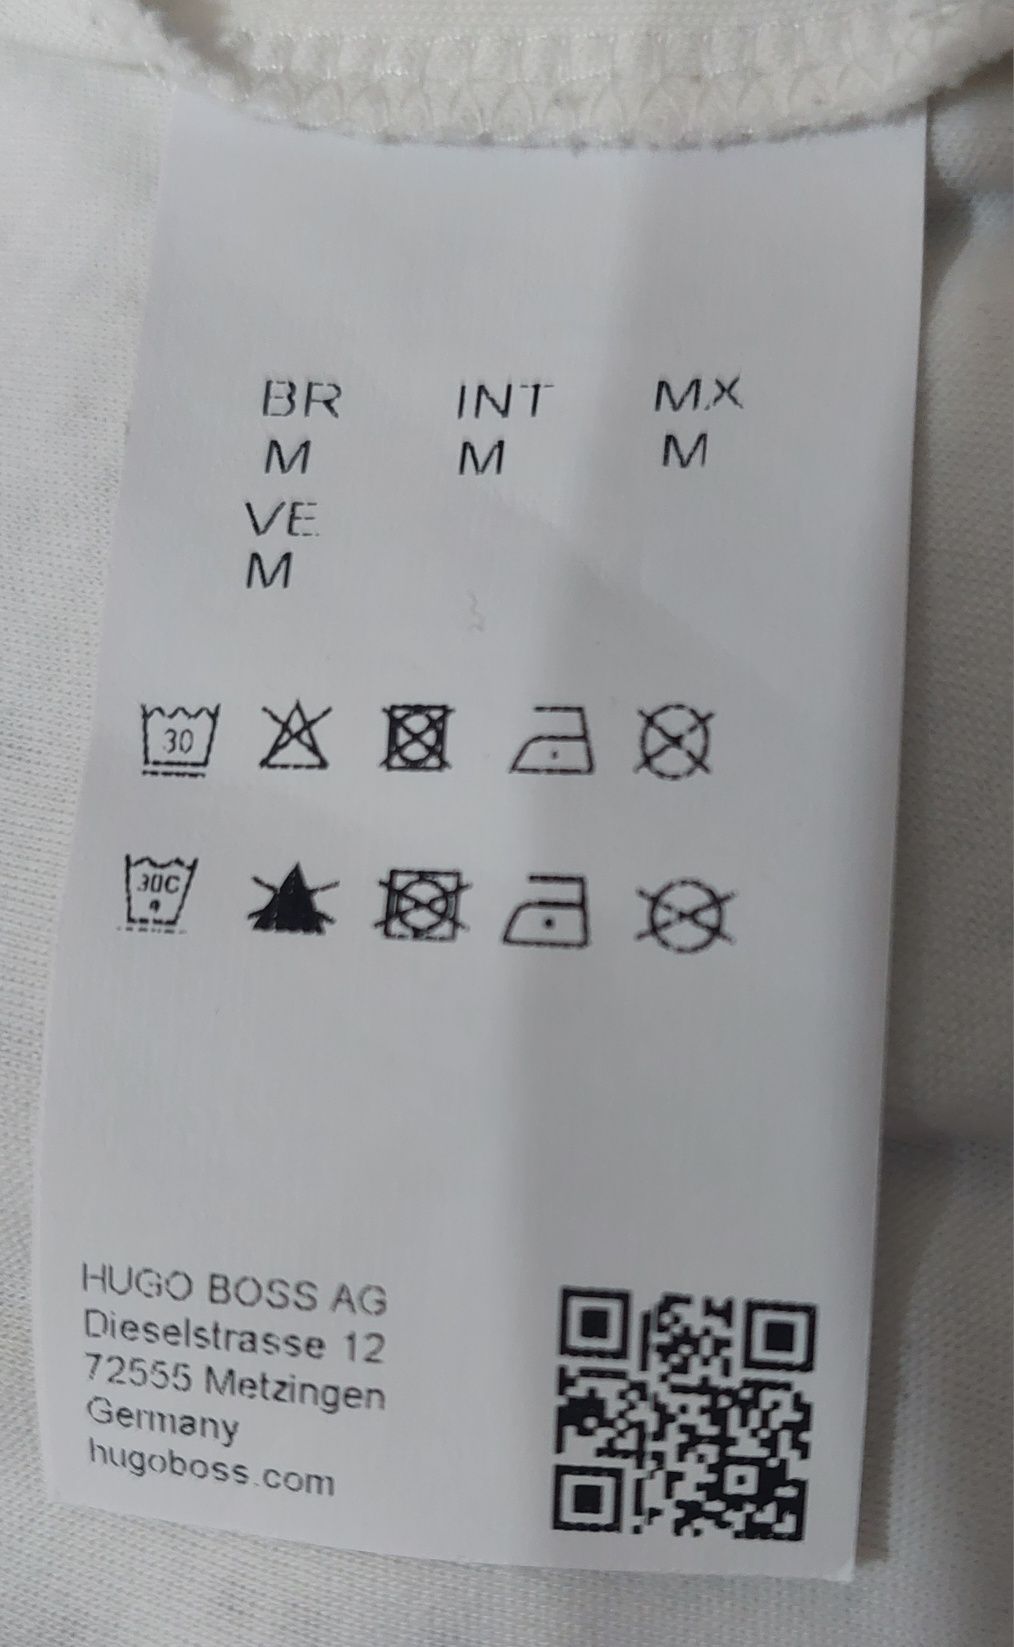 BR INT MX
M M M
VE
M
30
30C
HUGO BOSS AG
Dieselstrasse 12
72555 Metzingen
Germany
hugoboss.com